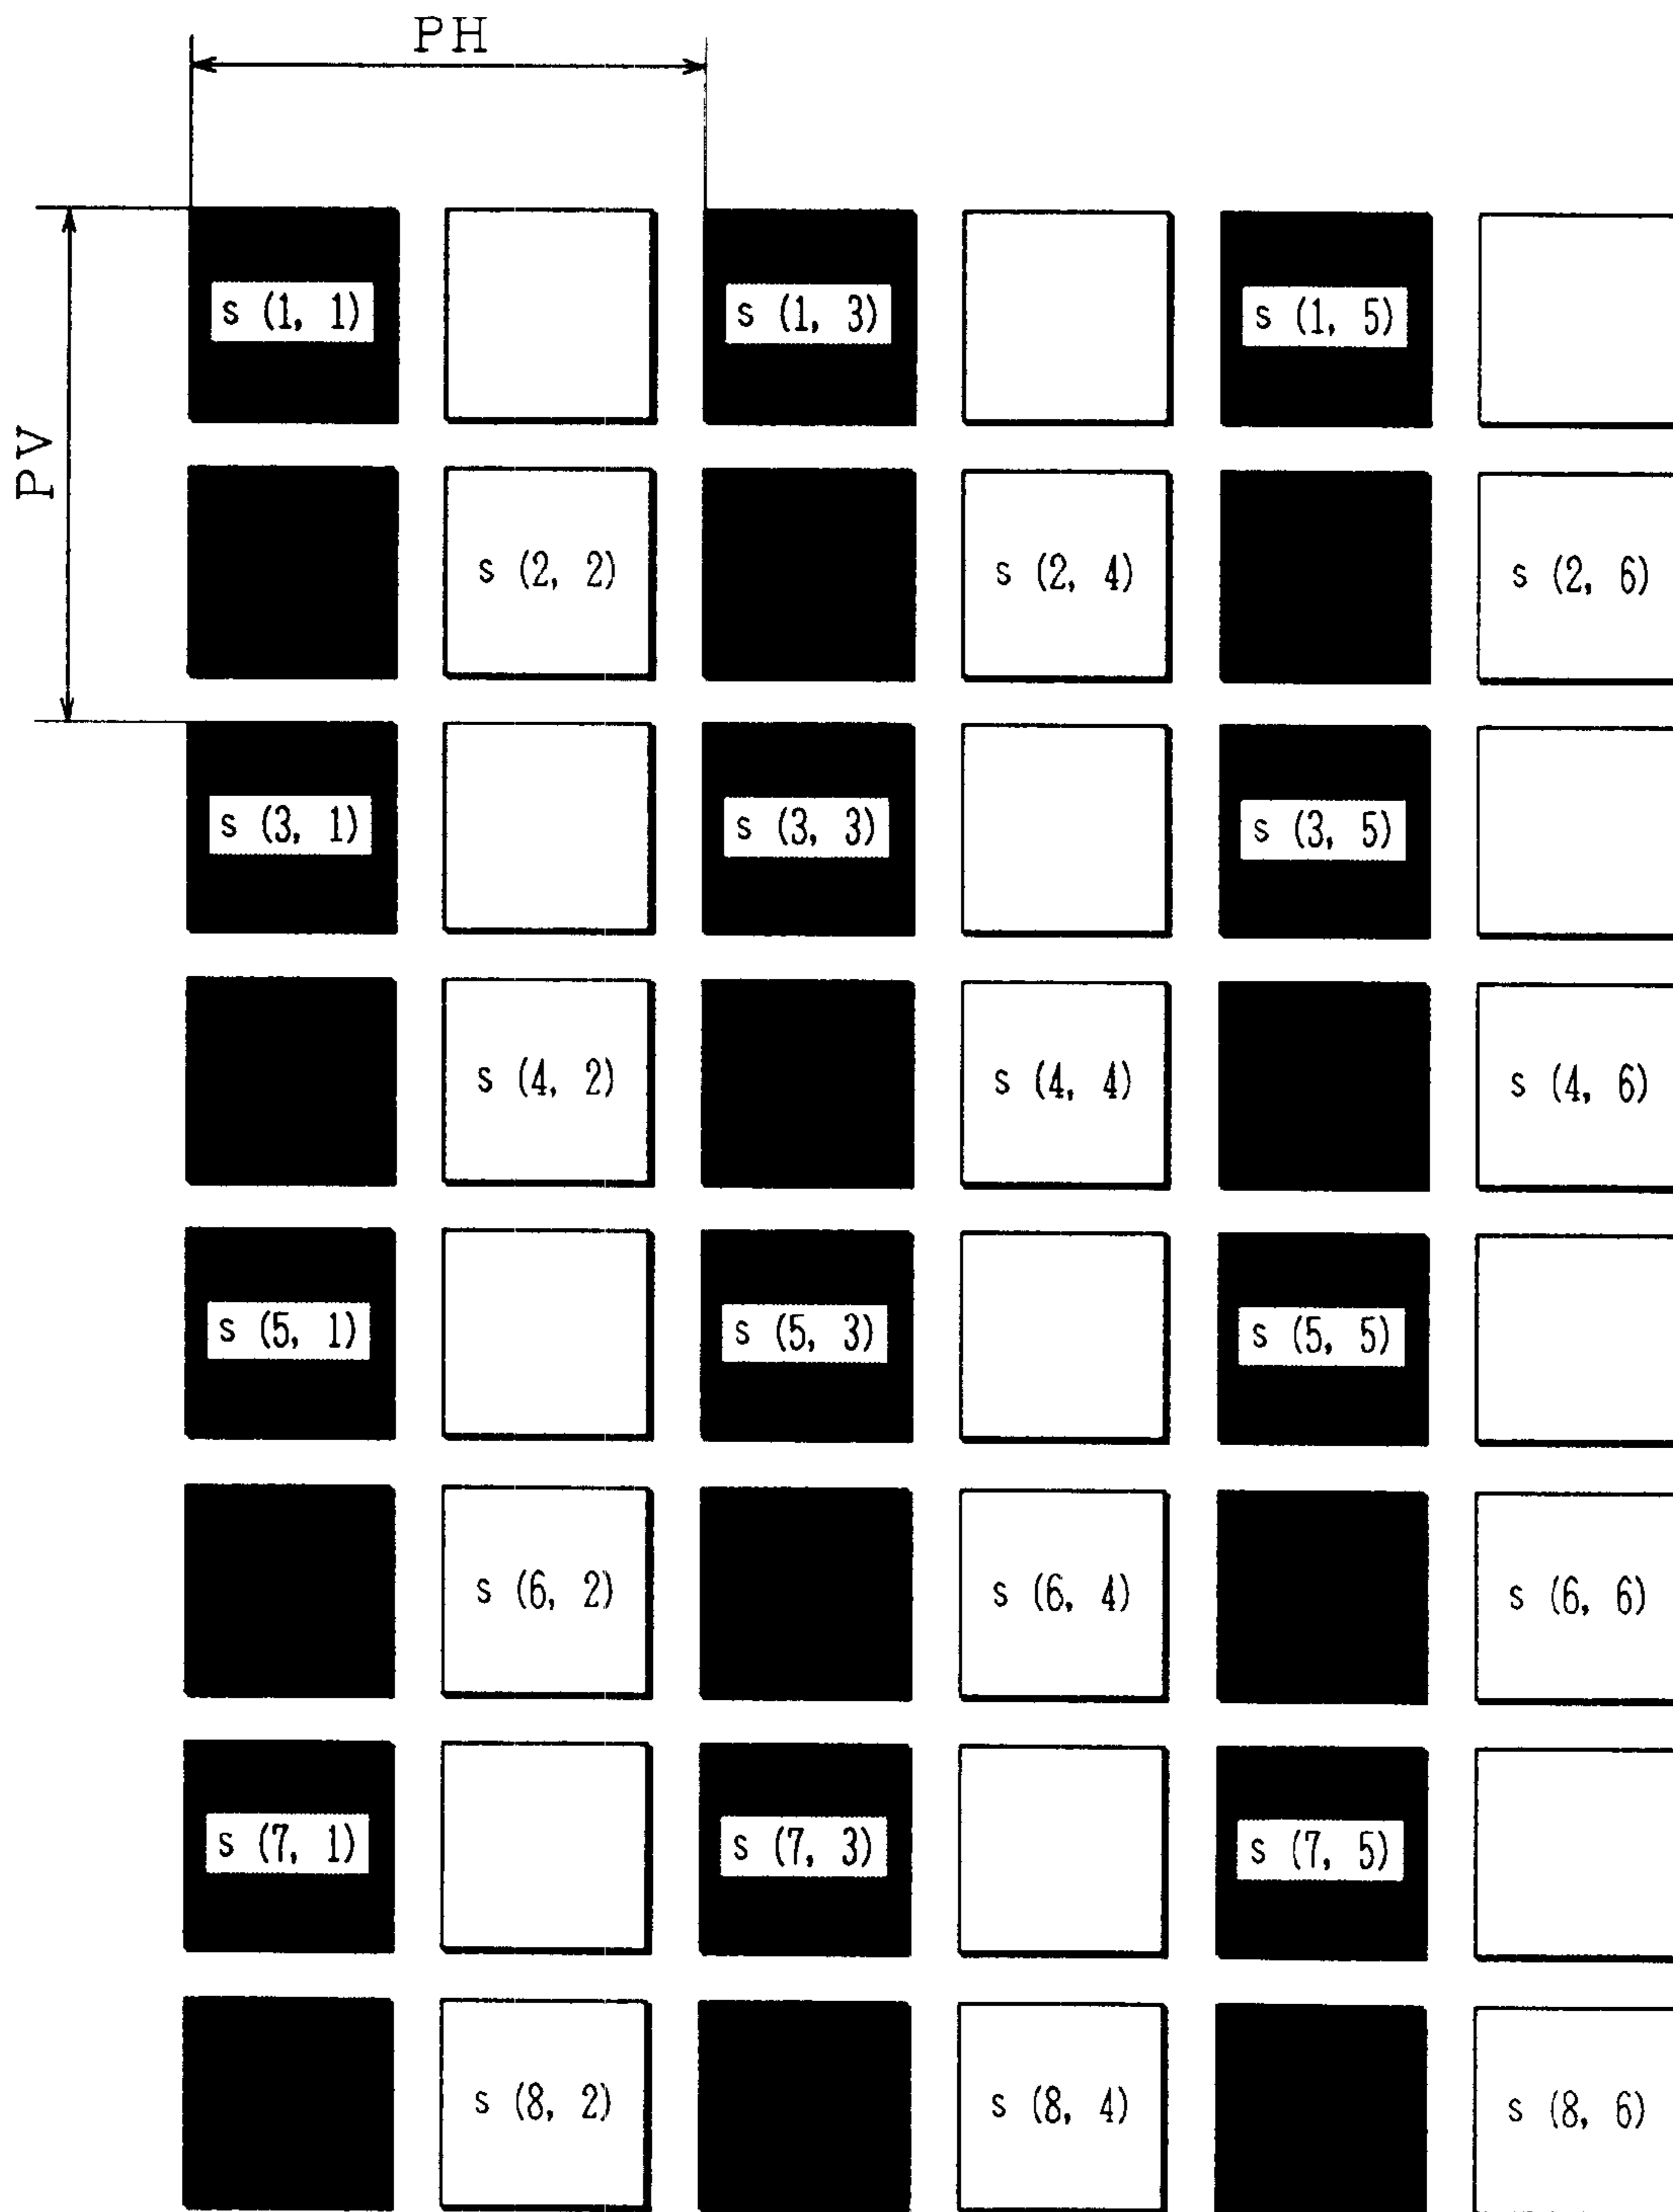 PH
PV
s (1, 1) s (1, 3) s (1, 5)
s (2, 2) s (2, 4) s (2, 6)
s (3, 1) s (3, 3) s (3, 5)
s (4, 2) s (4, 4) s (4, 6)
s (5, 1) s (5, 3) s (5, 5)
s (6, 2) s (6, 4) s (6, 6)
s (7, 1) s (7, 3) s (7, 5)
s (8, 2) s (8, 4) s (8, 6)